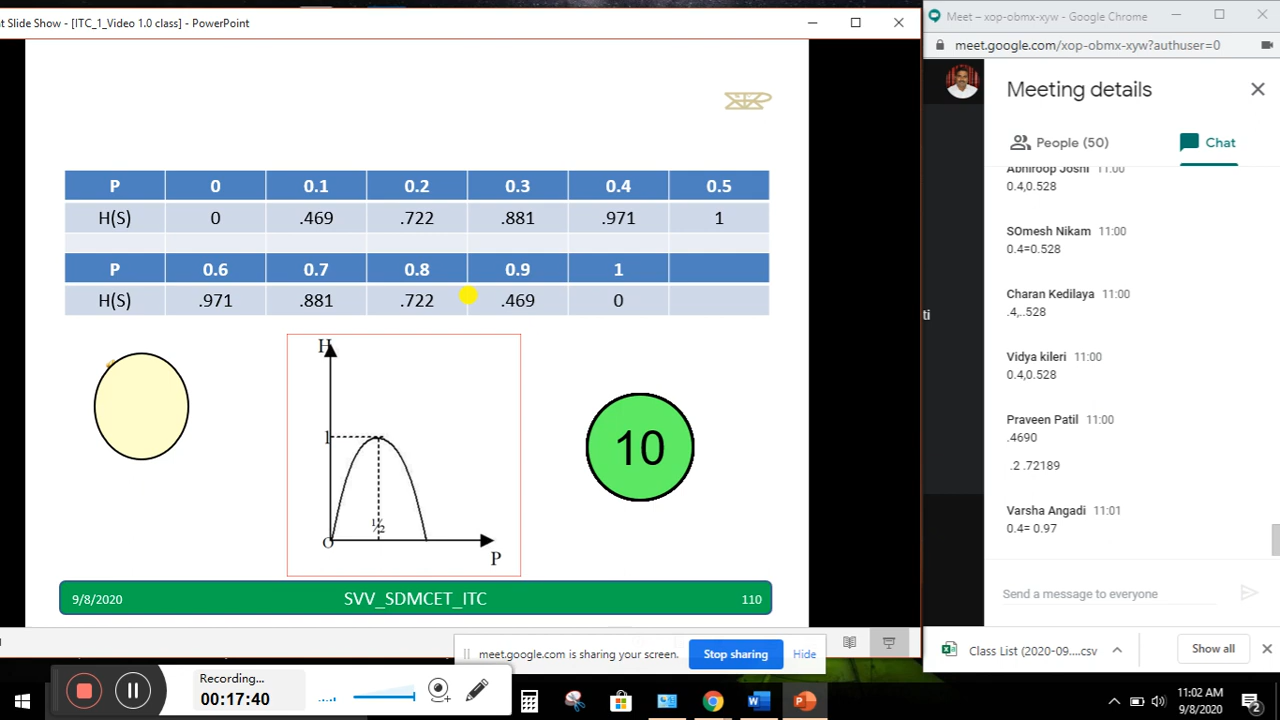 t Slide Show - [ITC_1_Video 1.0 class] - PowerPoint
P 0 0.1 0.2 0.3 0.4 0.5
H(S) 0 .469 .722 .881 .971 1
P 0.6 0.7 0.8 0.9 1
H(S) .971 .881 .722 .469 0
H
1
½
O
P
10
9/8/2020 SVV_SDMCET_ITC 110
meet.google.com is sharing your screen. Stop sharing Hide
Recording...
00:17:40
Meet – xop-obmx-xyw - Google Chrome
meet.google.com/xop-obmx-xyw?authuser=0
Meeting details
People (50) Chat
Abhiroop Joshi 11:00
0.4,0.528
SOmesh Nikam 11:00
0.4=0.528
Charan Kedilaya 11:00
.4,..528
ti
Vidya kileri 11:00
0.4,0.528
Praveen Patil 11:00
.4690
.2 .72189
Varsha Angadi 11:01
0.4= 0.97
Send a message to everyone
Class List (2020-09....csv Show all
11:02 AM
9/8/2020
2